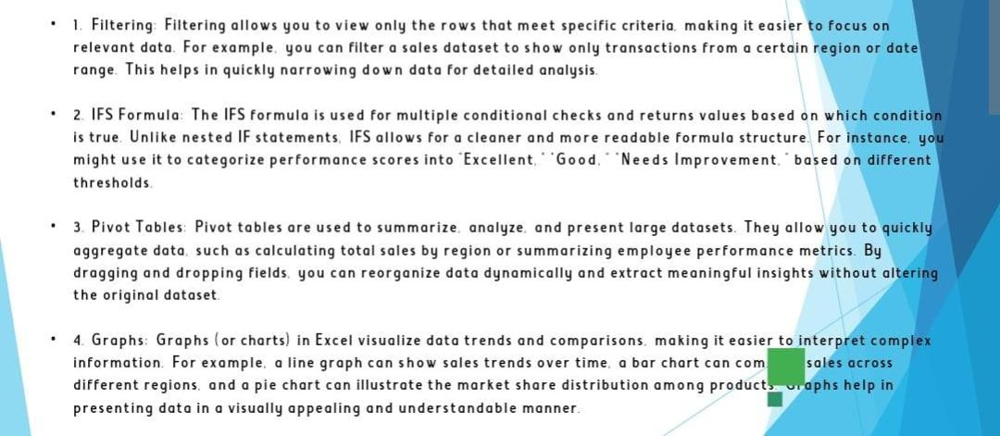 • 1. Filtering: Filtering allows you to view only the rows that meet specific criteria, making it easier to focus on
relevant data. For example, you can filter a sales dataset to show only transactions from a certain region or date
range. This helps in quickly narrowing down data for detailed analysis.
• 2. IFS Formula: The IFS formula is used for multiple conditional checks and returns values based on which condition
is true. Unlike nested IF statements, IFS allows for a cleaner and more readable formula structure. For instance, you
might use it to categorize performance scores into "Excellent," "Good," "Needs Improvement," based on different
thresholds.
• 3. Pivot Tables: Pivot tables are used to summarize, analyze, and present large datasets. They allow you to quickly
aggregate data, such as calculating total sales by region or summarizing employee performance metrics. By
dragging and dropping fields, you can reorganize data dynamically and extract meaningful insights without altering
the original dataset.
• 4. Graphs: Graphs (or charts) in Excel visualize data trends and comparisons, making it easier to interpret complex
information. For example, a line graph can show sales trends over time, a bar chart can sales across
different regions, and a pie chart can illustrate the market share distribution among products. Graphs help in
presenting data in a visually appealing and understandable manner.